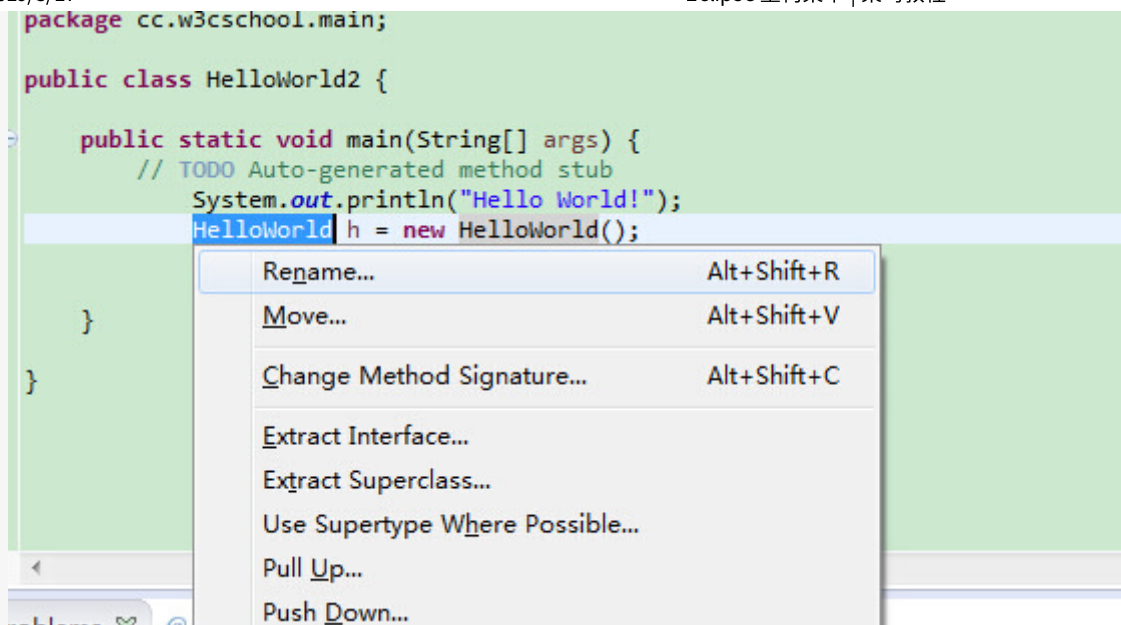 package cc.w3cschool.main;
public class HelloWorld2 {
public static void main(String[] args) {
// TODO Auto-generated method stub
System.out.println("Hello World!");
HelloWorld h = new HelloWorld();
Rename... Alt+Shift+R
Move... Alt+Shift+V
}
Change Method Signature... Alt+Shift+C
}
Extract Interface...
Extract Superclass...
Use Supertype Where Possible...
Pull Up...
Push Down...